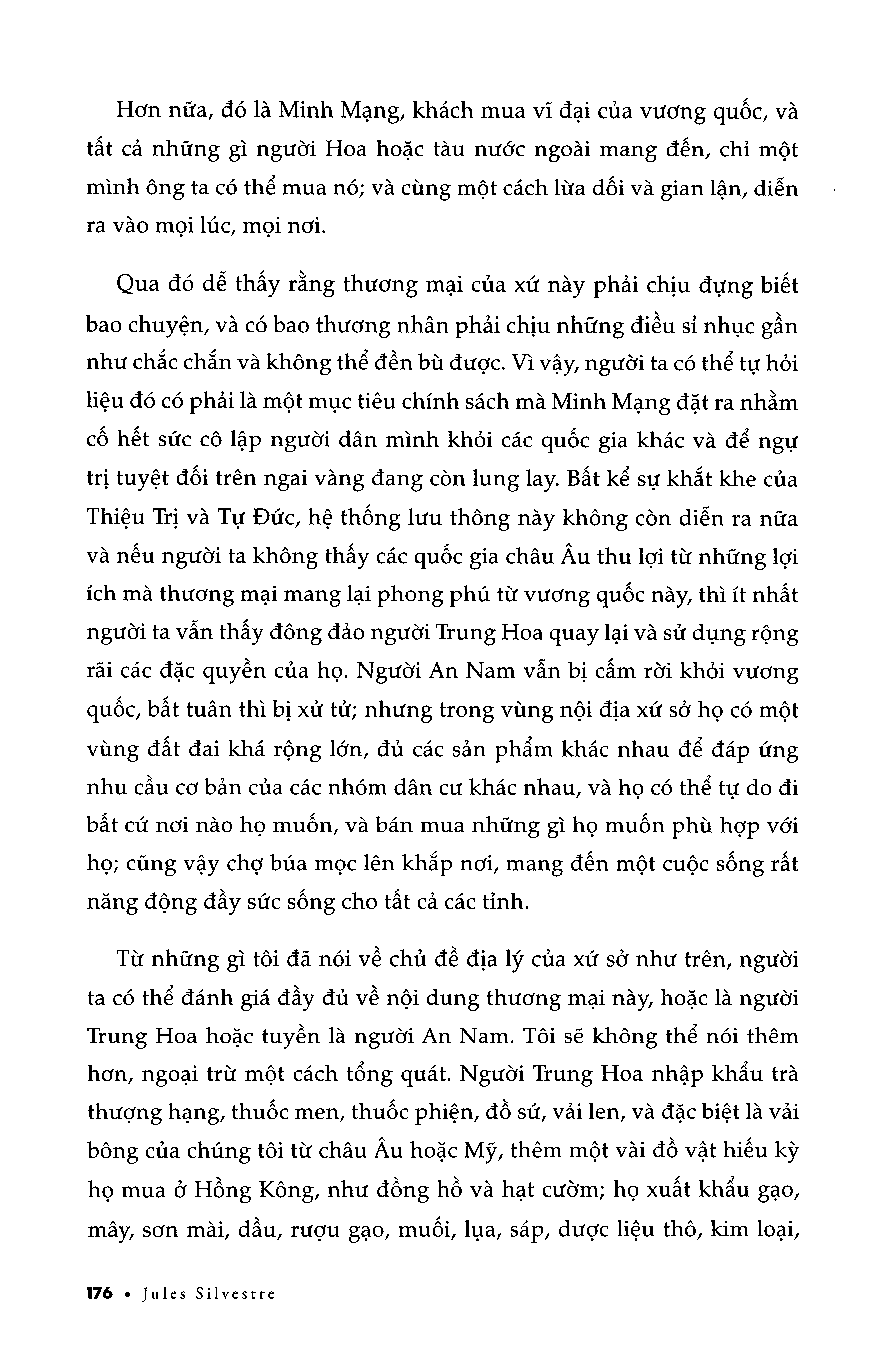 Hơn nữa, đó là Minh Mạng, khách mua vĩ đại của vương quốc, và
tất cả những gì người Hoa hoặc tàu nước ngoài mang đến, chỉ một
mình ông ta có thể mua nó; và cùng một cách lừa dối và gian lận, diễn
ra vào mọi lúc, mọi nơi.
Qua đó dễ thấy rằng thương mại của xứ này phải chịu đựng biết
bao chuyện, và có bao thương nhân phải chịu những điều sỉ nhục gần
như chắc chắn và không thể đền bù được. Vì vậy, người ta có thể tự hỏi
liệu đó có phải là một mục tiêu chính sách mà Minh Mạng đặt ra nhằm
cố hết sức cô lập người dân mình khỏi các quốc gia khác và để ngự
trị tuyệt đối trên ngai vàng đang còn lung lay. Bất kể sự khắt khe của
Thiệu Trị và Tự Đức, hệ thống lưu thông này không còn diễn ra nữa
và nếu người ta không thấy các quốc gia châu Âu thu lợi từ những lợi
ích mà thương mại mang lại phong phú từ vương quốc này, thì ít nhất
người ta vẫn thấy đông đảo người Trung Hoa quay lại và sử dụng rộng
rãi các đặc quyền của họ. Người An Nam vẫn bị cấm rời khỏi vương
quốc, bất tuân thì bị xử tử; nhưng trong vùng nội địa xứ sở họ có một
vùng đất đai khá rộng lớn, đủ các sản phẩm khác nhau để đáp ứng
nhu cầu cơ bản của các nhóm dân cư khác nhau, và họ có thể tự do đi
bất cứ nơi nào họ muốn, và bán mua những gì họ muốn phù hợp với
họ; cũng vậy chợ búa mọc lên khắp nơi, mang đến một cuộc sống rất
năng động đầy sức sống cho tất cả các tỉnh.
Từ những gì tôi đã nói về chủ đề địa lý của xứ sở như trên, người
ta có thể đánh giá đầy đủ về nội dung thương mại này, hoặc là người
Trung Hoa hoặc tuyền là người An Nam. Tôi sẽ không thể nói thêm
hơn, ngoại trừ một cách tổng quát. Người Trung Hoa nhập khẩu trà
thượng hạng, thuốc men, thuốc phiện, đồ sứ, vải len, và đặc biệt là vải
bông của chúng tôi từ châu Âu hoặc Mỹ, thêm một vài đồ vật hiếu kỳ
họ mua ở Hồng Kông, như đồng hồ và hạt cườm; họ xuất khẩu gạo,
mây, sơn mài, dầu, rượu gạo, muối, lụa, sáp, dược liệu thô, kim loại,
176 • Jules Silvestre